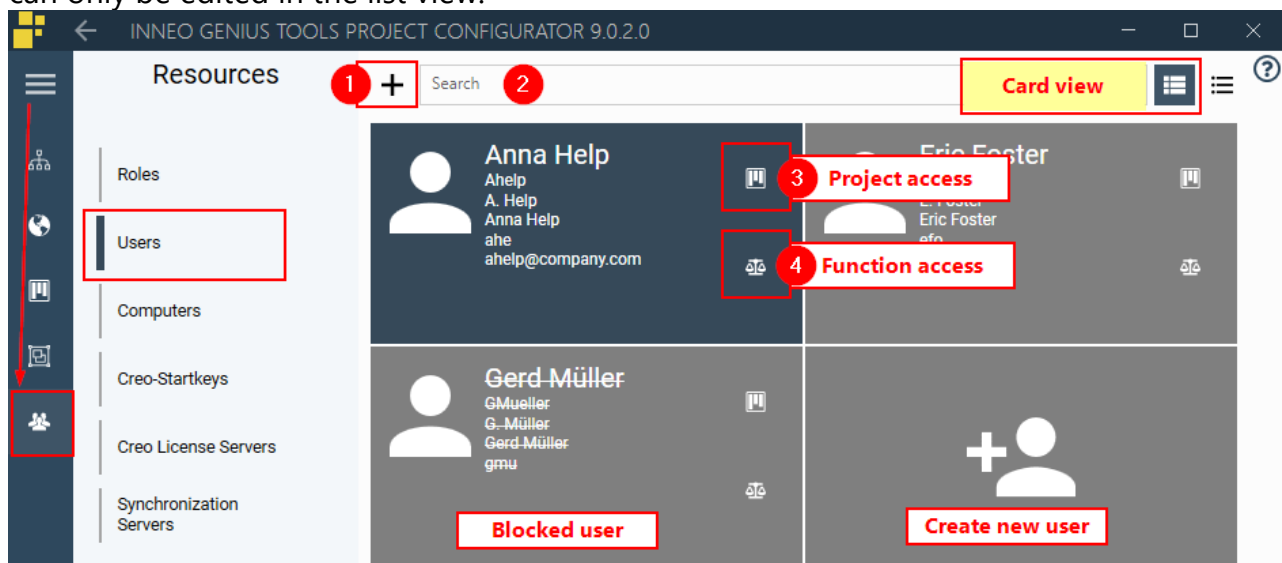 can only be edited in the list view.
INNEO GENIUS TOOLS PROJECT CONFIGURATOR 9.0.2.0
Resources
1
Search
2
Card view
?
Roles
Users
Computers
Creo-Startkeys
Creo License Servers
Synchronization
Servers
Anna Help
Ahelp
A. Help
Anna Help
ahe
ahelp@company.com
3
Project access
4
Function access
Eric Foster
E. Foster
Eric Foster
efo
Gerd Müller
GMueller
G. Müller
Gerd Müller
gmu
Blocked user
Create new user